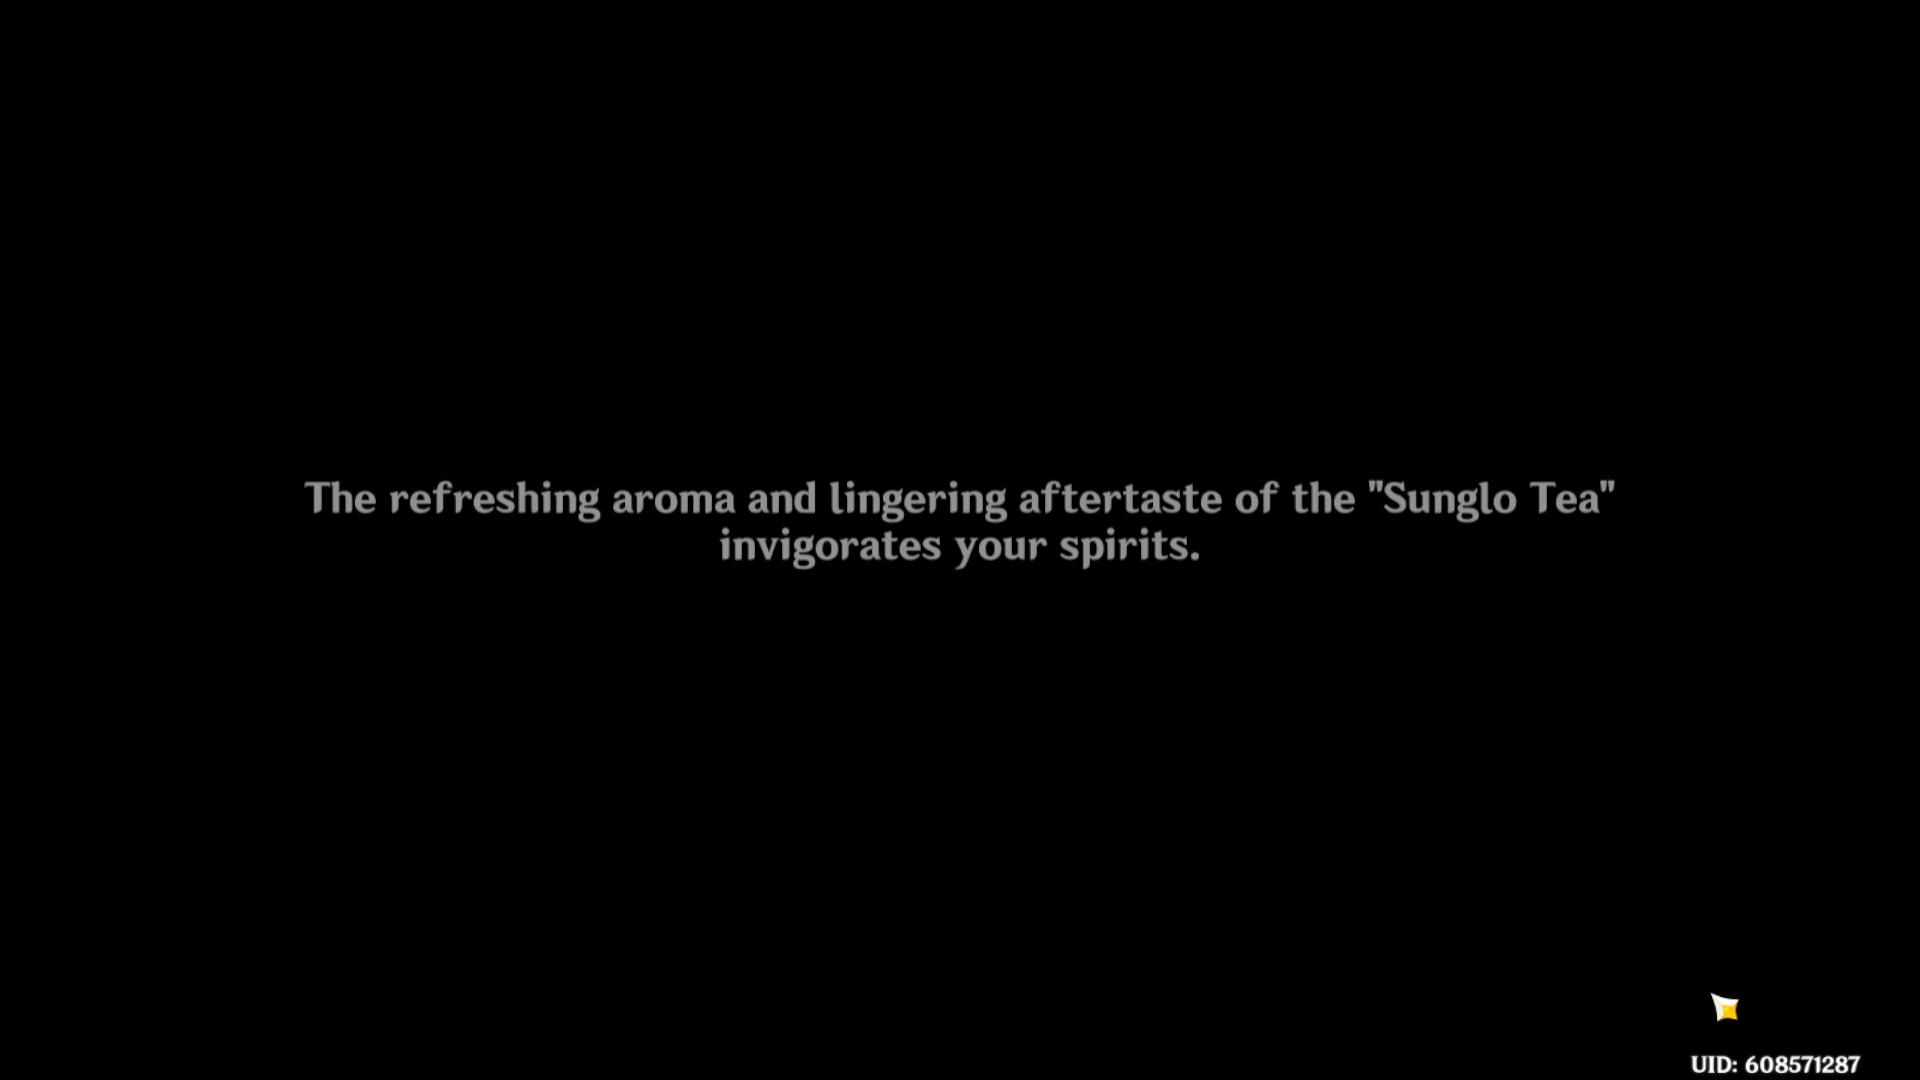 The refreshing aroma and lingering aftertaste of the "Sunglo Tea"
invigorates your spirits.
UID: 608571287